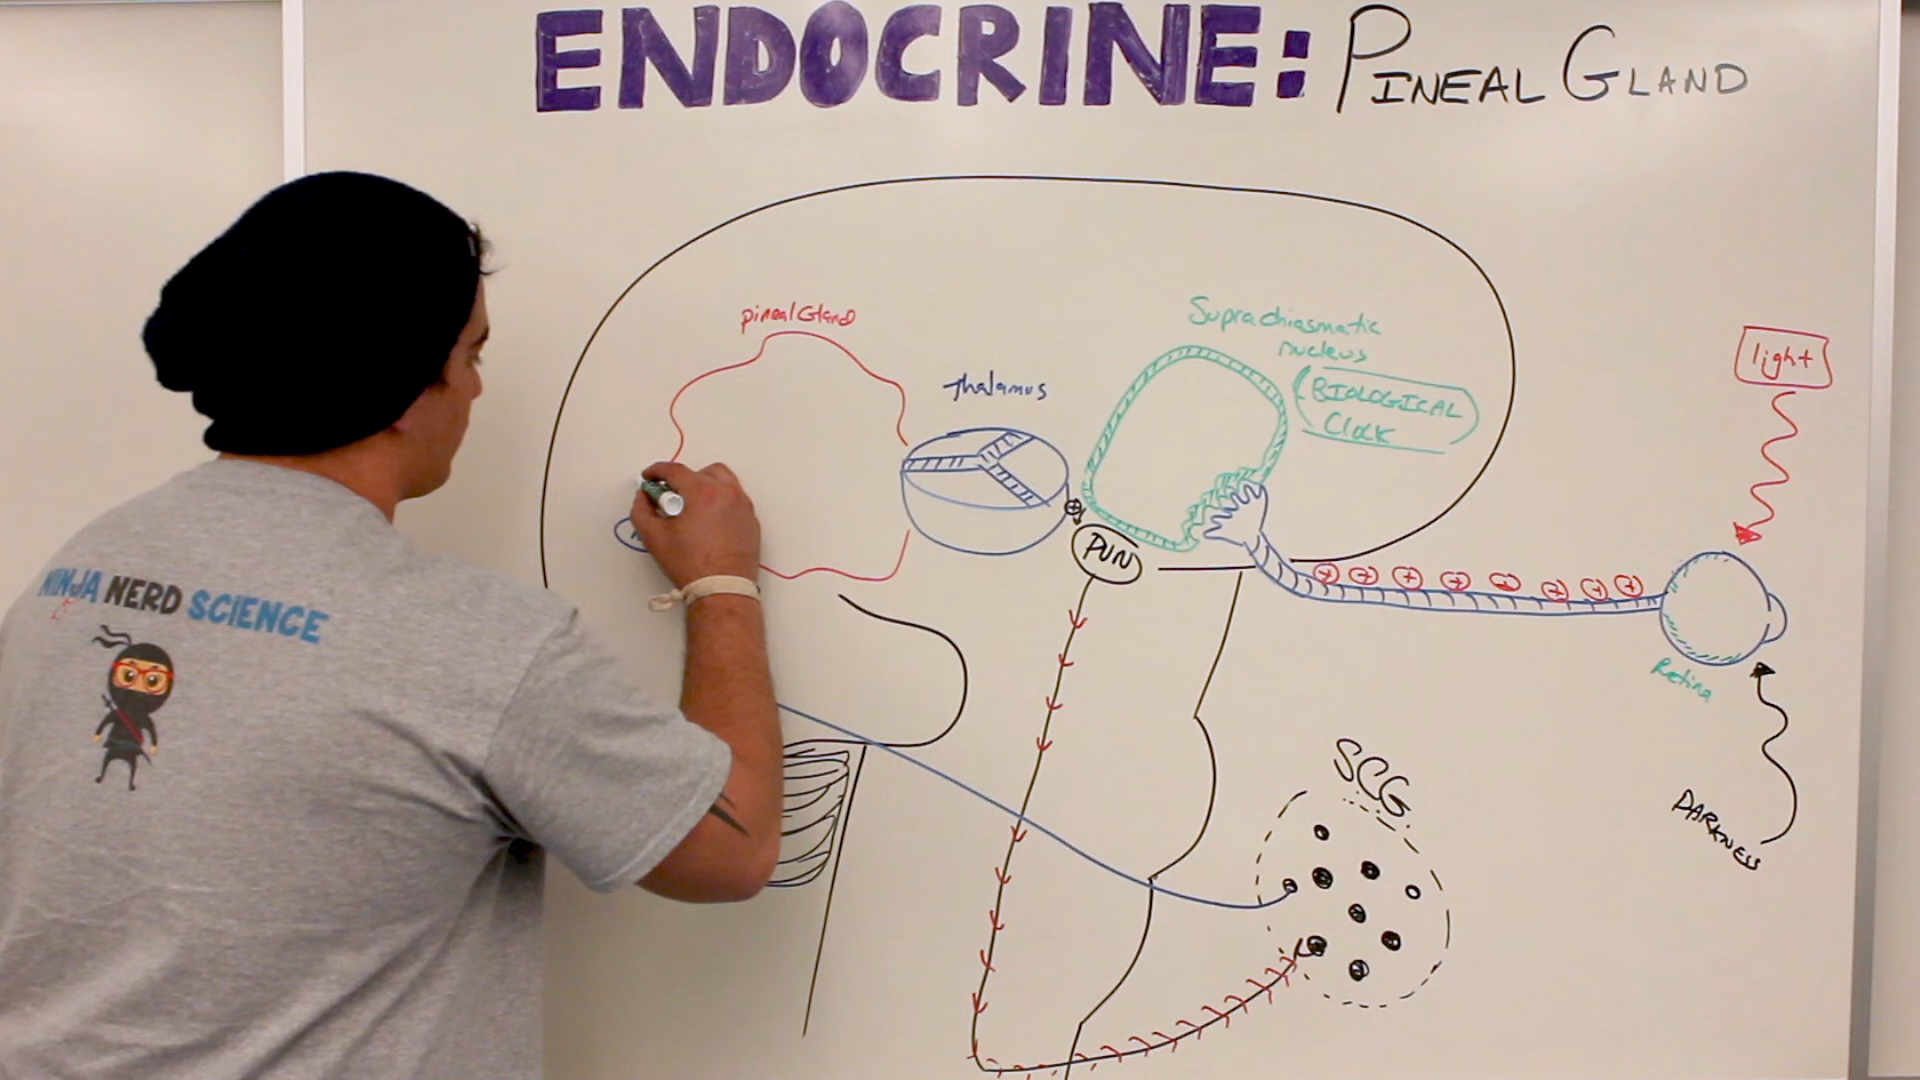 ENDOCRINE: PINEAL GLAND
pineal Gland
Thalamus
Suprachiasmatic
nucleus
(BIOLOGICAL
Clock)
light
PVN
Retina
DARKNESS
SCG
NINJA NERD SCIENCE